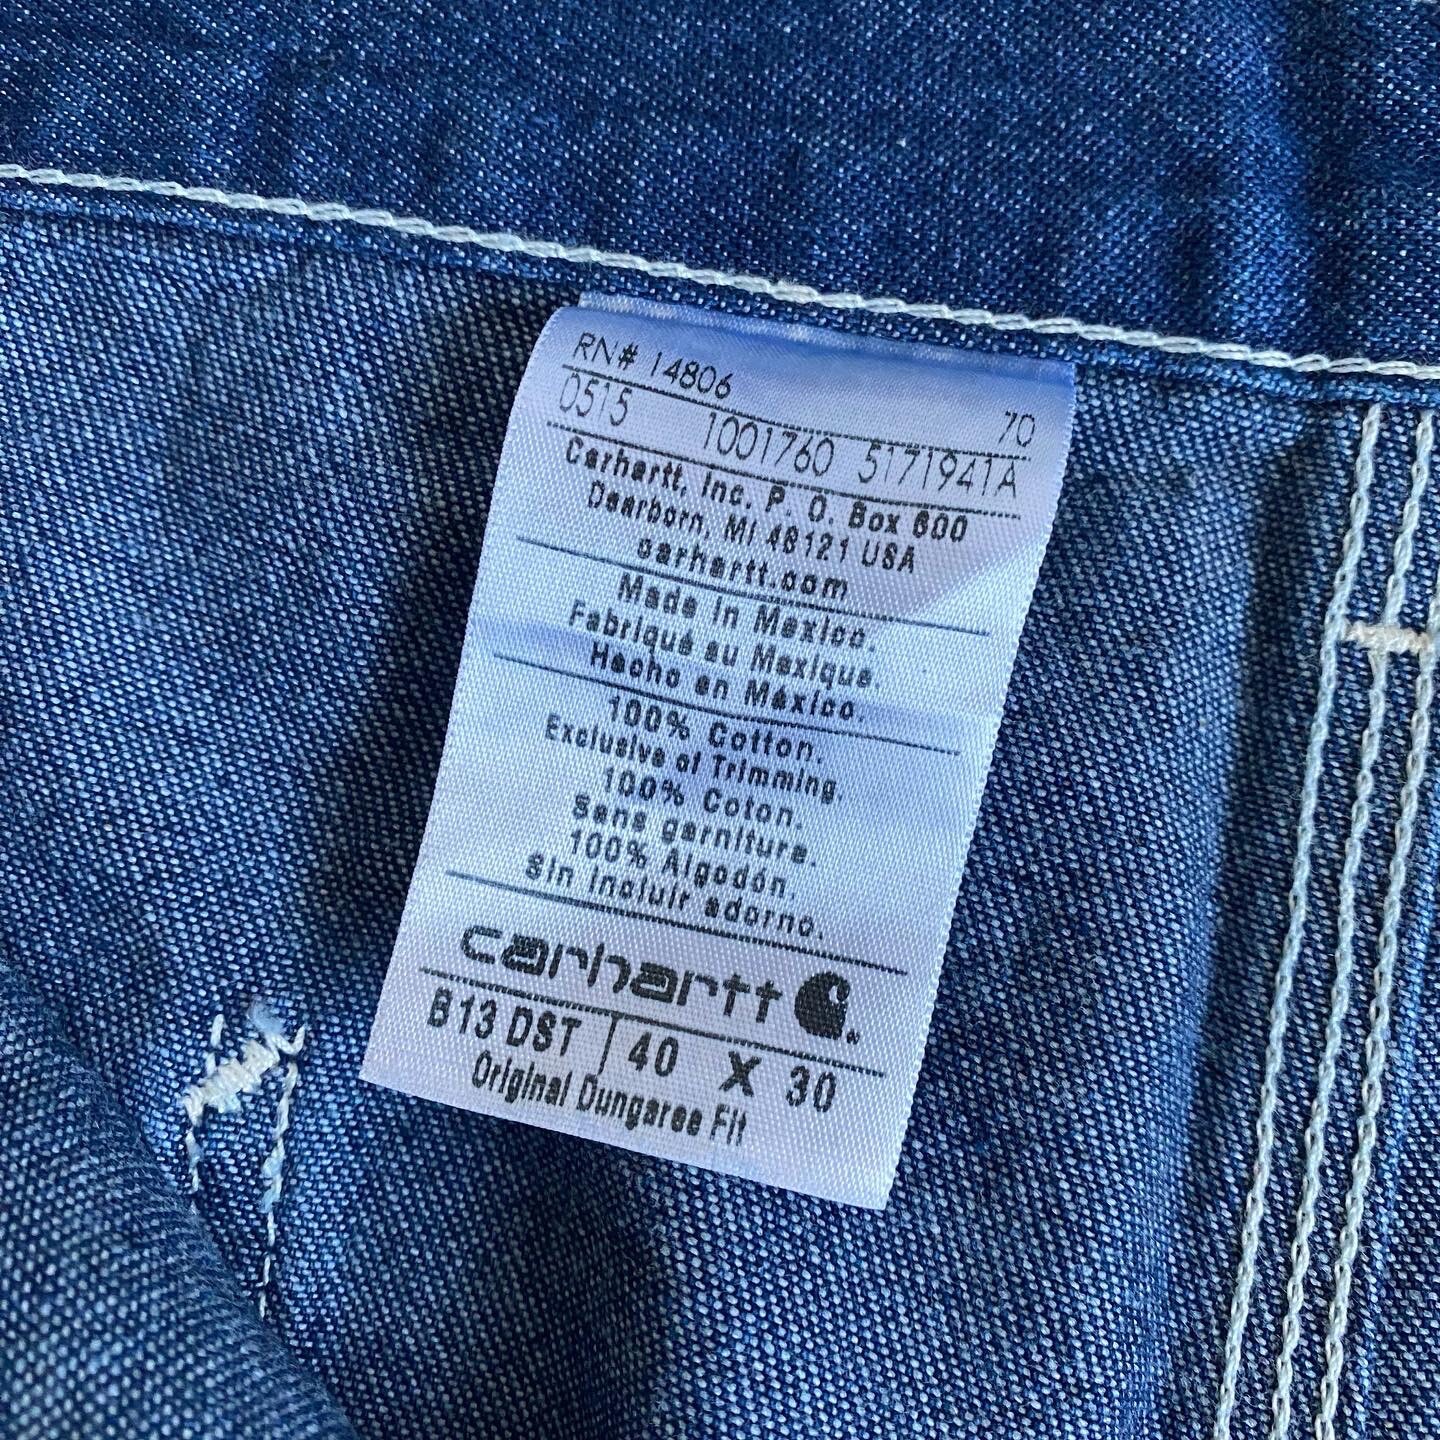 RN# 14806 70
0515 1001760 5171941A
Carhartt, Inc. P. O. Box 600
Dearborn, MI 48121 USA
carhartt.com
Made in Mexico.
Fabriqué au Mexique.
Hecho en México.
100% Cotton.
Exclusive of Trimming.
100% Coton.
Sans garniture.
100% Algodón.
Sin incluir adorno.
carhartt
B13 DST 40 X 30
Original Dungaree Fit